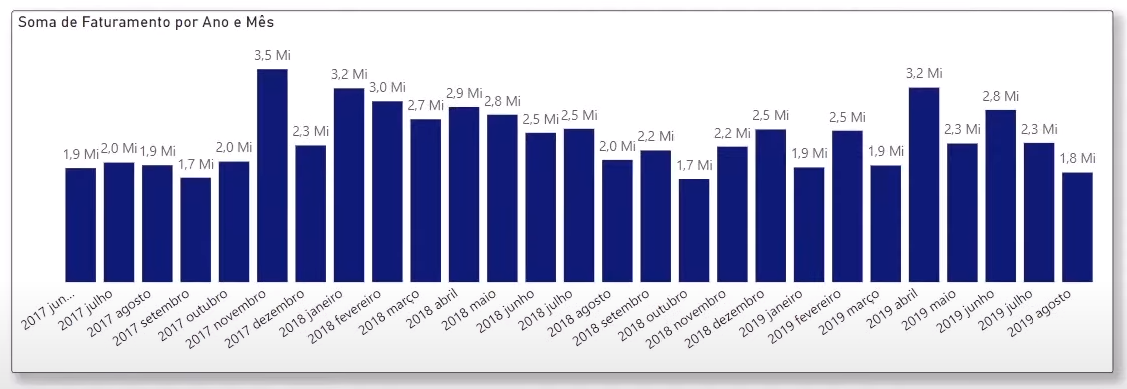 Soma de Faturamento por Ano e Mês
1,9 Mi
2,0 Mi
1,9 Mi
1,7 Mi
2,0 Mi
3,5 Mi
2,3 Mi
3,2 Mi
3,0 Mi
2,7 Mi
2,9 Mi
2,8 Mi
2,5 Mi
2,5 Mi
2,0 Mi
2,2 Mi
1,7 Mi
2,2 Mi
2,5 Mi
1,9 Mi
2,5 Mi
1,9 Mi
3,2 Mi
2,3 Mi
2,8 Mi
2,3 Mi
1,8 Mi
2017 jun...
2017 julho
2017 agosto
2017 setembro
2017 outubro
2017 novembro
2017 dezembro
2018 janeiro
2018 fevereiro
2018 março
2018 abril
2018 maio
2018 junho
2018 julho
2018 agosto
2018 setembro
2018 outubro
2018 novembro
2018 dezembro
2019 janeiro
2019 fevereiro
2019 março
2019 abril
2019 maio
2019 junho
2019 julho
2019 agosto